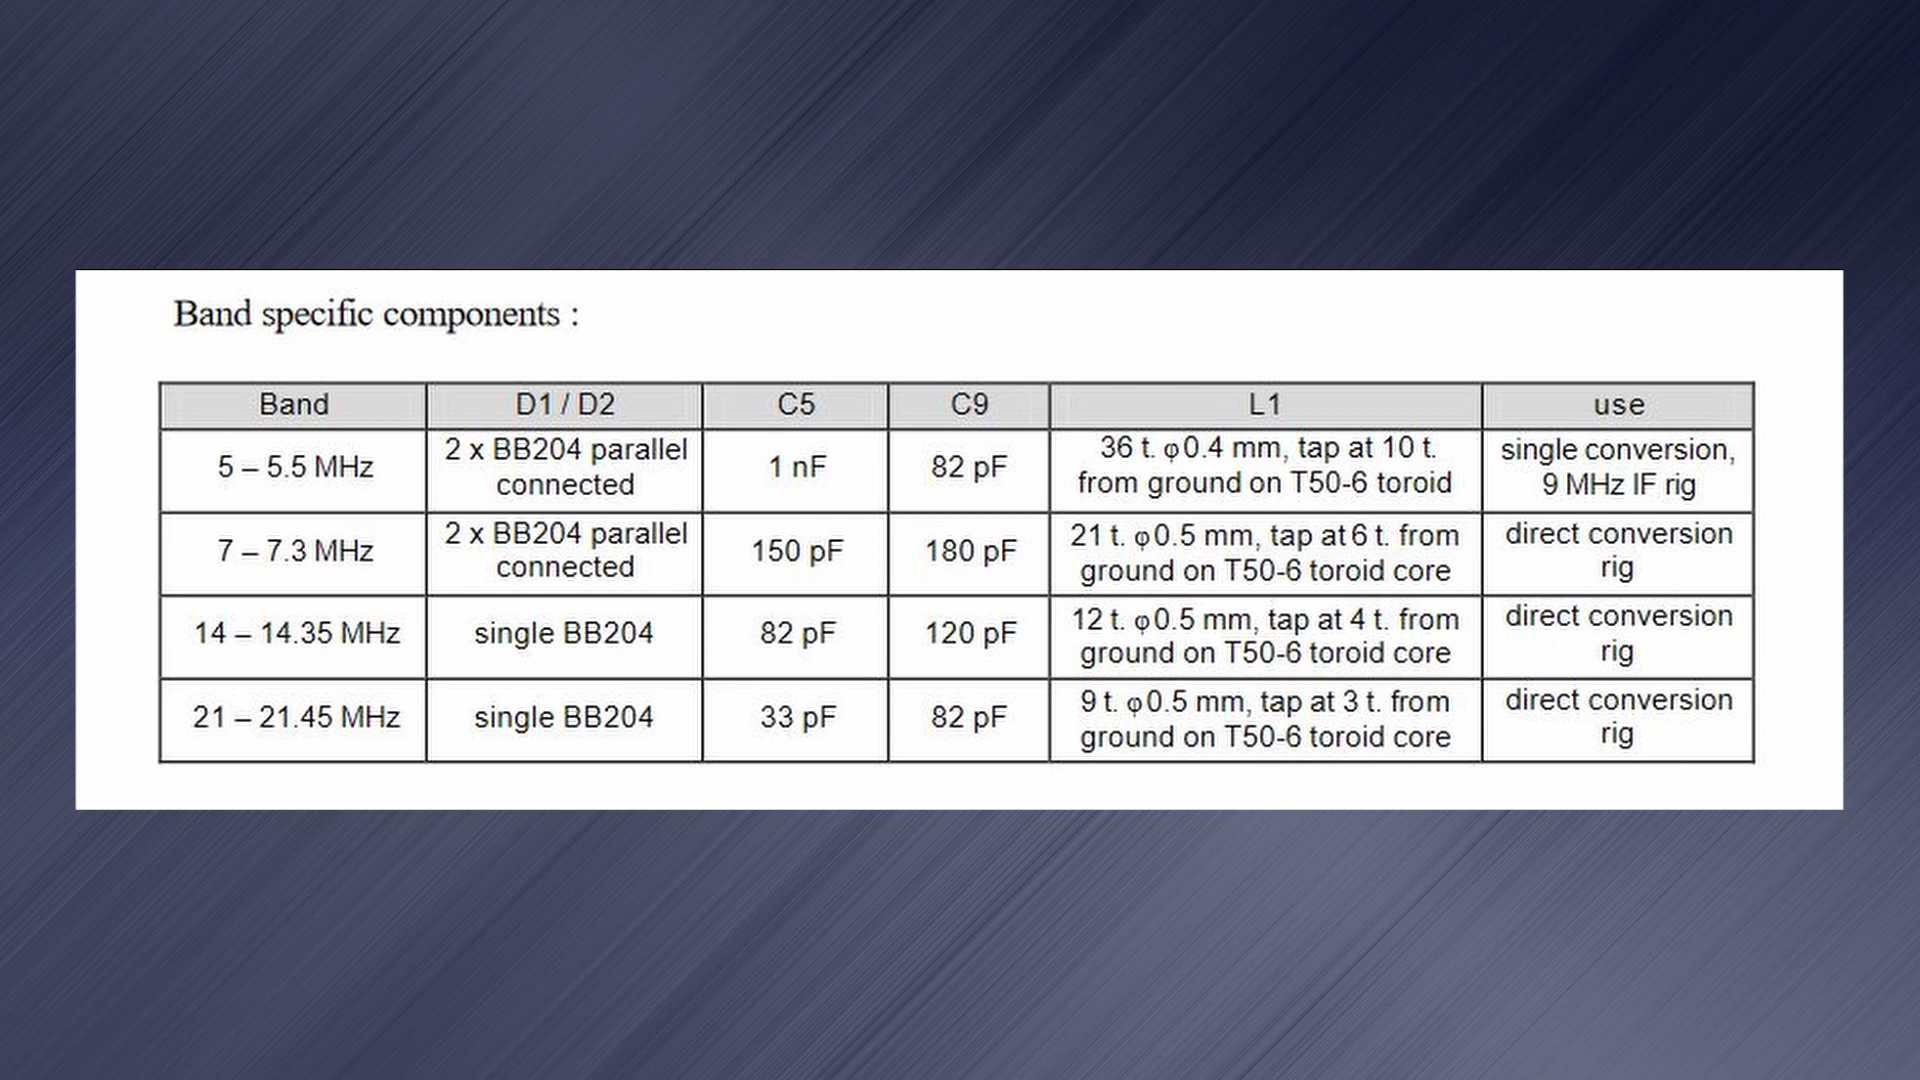 Band specific components :
Band D1 / D2 C5 C9 L1 use
5 – 5.5 MHz 2 x BB204 parallel connected 1 nF 82 pF 36 t. φ0.4 mm, tap at 10 t. from ground on T50-6 toroid single conversion, 9 MHz IF rig
7 – 7.3 MHz 2 x BB204 parallel connected 150 pF 180 pF 21 t. φ0.5 mm, tap at 6 t. from ground on T50-6 toroid core direct conversion rig
14 – 14.35 MHz single BB204 82 pF 120 pF 12 t. φ0.5 mm, tap at 4 t. from ground on T50-6 toroid core direct conversion rig
21 – 21.45 MHz single BB204 33 pF 82 pF 9 t. φ0.5 mm, tap at 3 t. from ground on T50-6 toroid core direct conversion rig